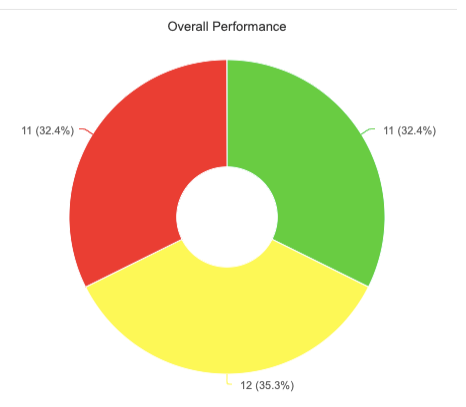 Overall Performance
11 (32.4%)
11 (32.4%)
12 (35.3%)